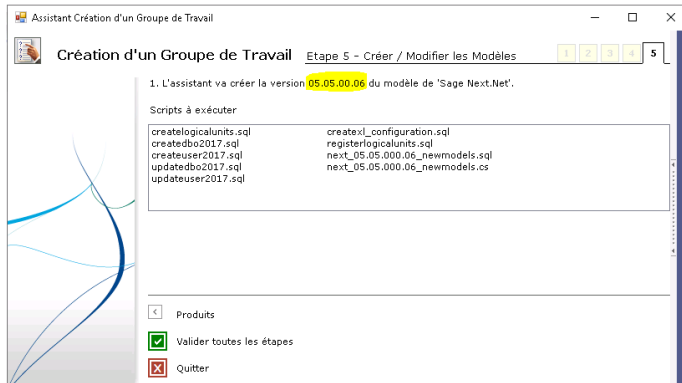 Assistant Création d'un Groupe de Travail
Création d'un Groupe de Travail Etape 5 - Créer / Modifier les Modèles 1 2 3 4 5
1. L'assistant va créer la version 05.05.00.06 du modèle de 'Sage Next.Net'.
Scripts à exécuter
createlogicalunits.sql createxl_configuration.sql
createdbo2017.sql registerlogicalunits.sql
createuser2017.sql next_05.05.000.06_newmodels.sql
updatedbo2017.sql next_05.05.000.06_newmodels.cs
updateuser2017.sql
Produits
Valider toutes les étapes
Quitter